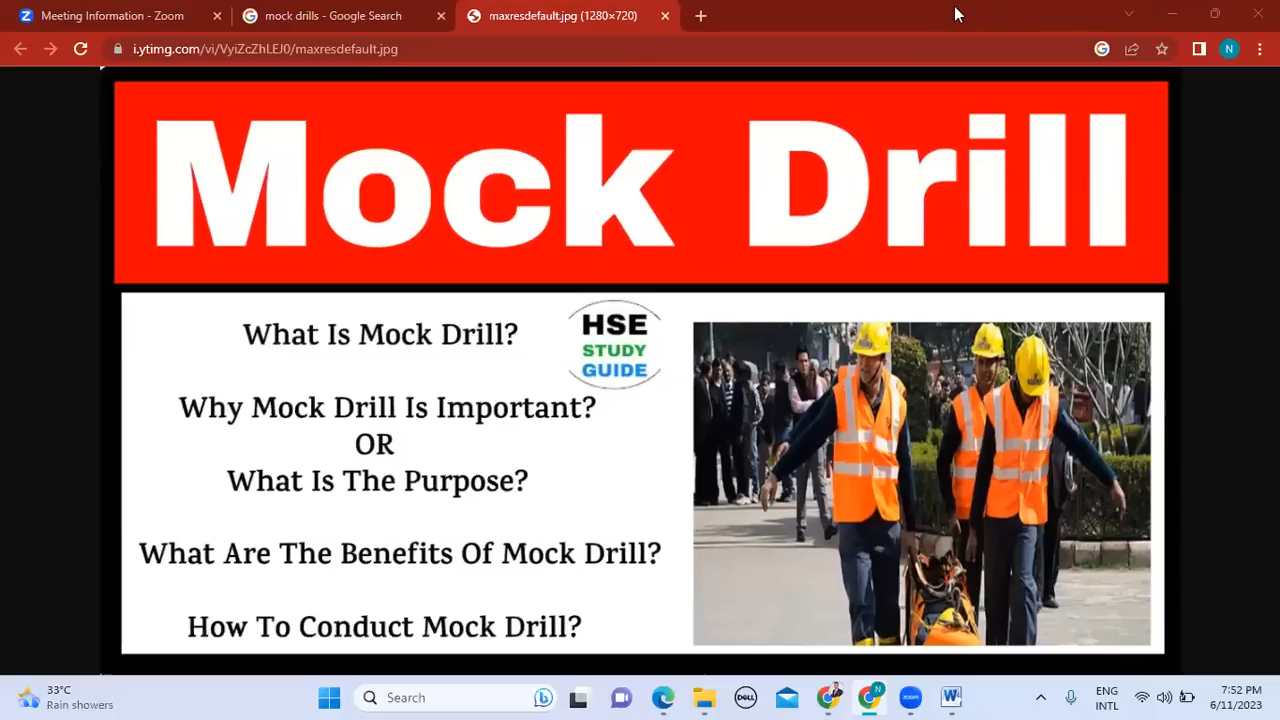 Meeting Information - Zoom
mock drills - Google Search
maxresdefault.jpg (1280×720)
i.ytimg.com/vi/VyiZcZhLEJ0/maxresdefault.jpg
N
Mock Drill
What Is Mock Drill?
HSE
STUDY
GUIDE
Why Mock Drill Is Important?
OR
What Is The Purpose?
What Are The Benefits Of Mock Drill?
How To Conduct Mock Drill?
33°C
Rain showers
Search
DELL
N
zoom
W
ENG
INTL
7:52 PM
6/11/2023